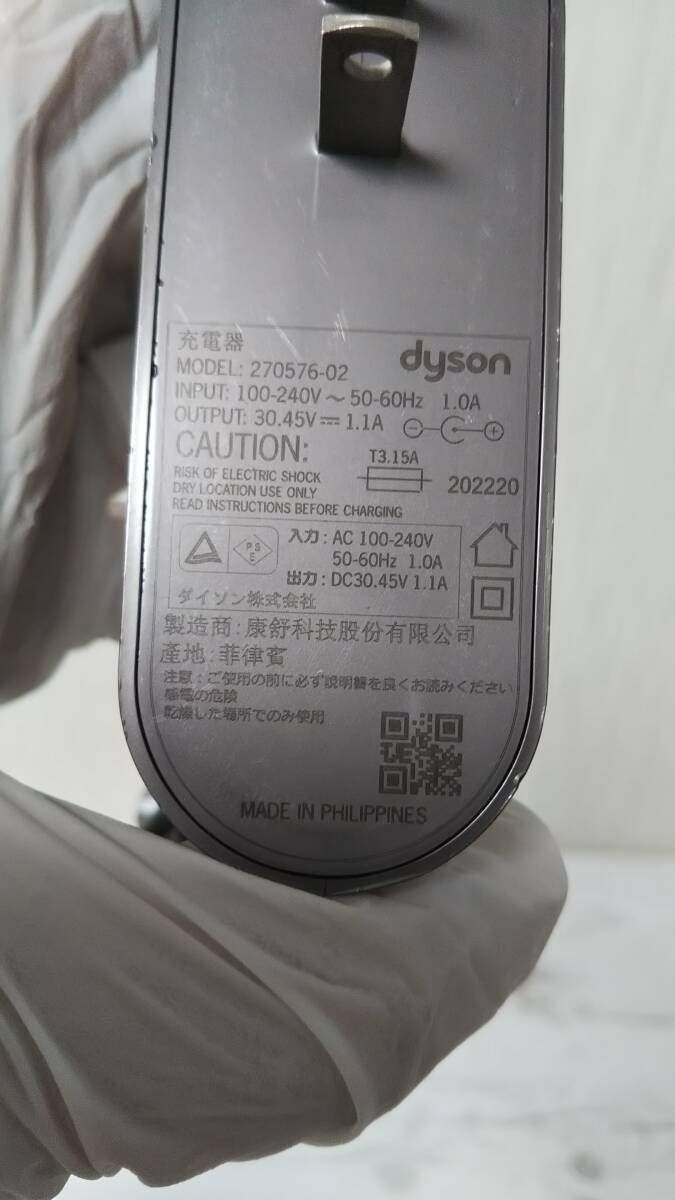 充電器
dyson
MODEL: 270576-02
INPUT: 100-240V ~ 50-60Hz 1.0A
OUTPUT: 30.45V⎓1.1A
CAUTION:
T3.15A
202220
RISK OF ELECTRIC SHOCK
DRY LOCATION USE ONLY
READ INSTRUCTIONS BEFORE CHARGING
PS
E
入力: AC 100-240V
50-60Hz 1.0A
出力: DC30.45V 1.1A
ダイソン株式会社
製造商: 康舒科技股份有限公司
產地: 菲律賓
注意: ご使用の前に必ず説明書を良くお読みください
感電の危険
乾燥した場所でのみ使用
MADE IN PHILIPPINES